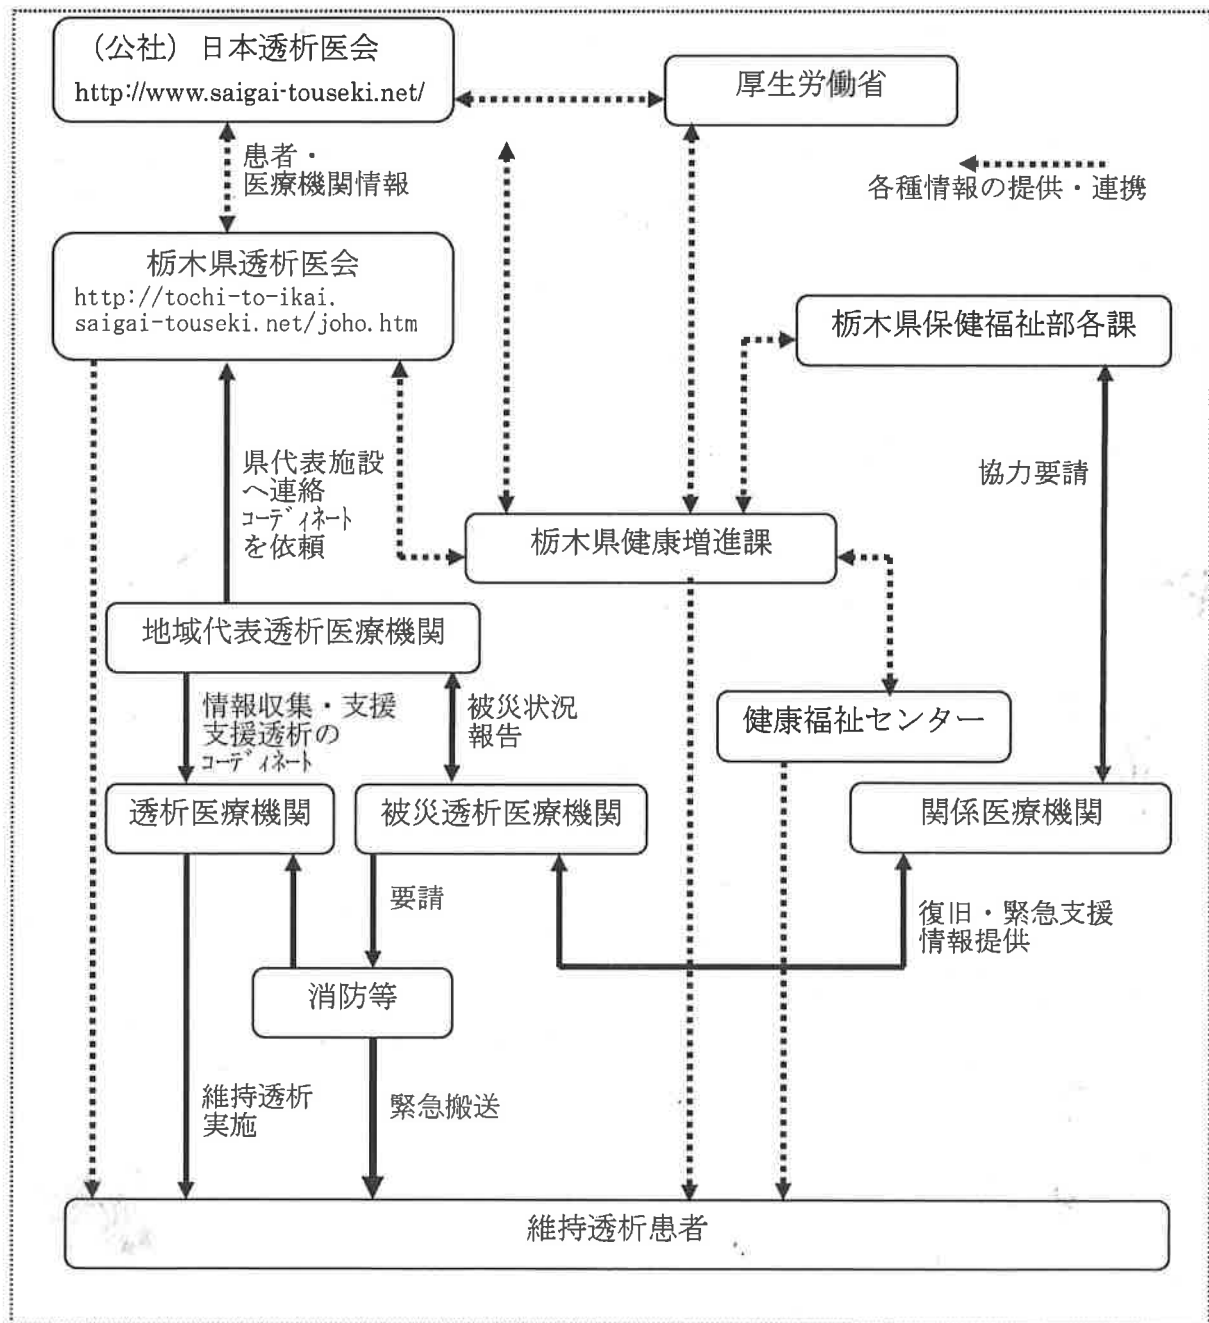 （公社）日本透析医会
http://www.saigai-touseki.net/
厚生労働省
患者・
医療機関情報
各種情報の提供・連携
栃木県透析医会
http://tochi-to-ikai.
saigai-touseki.net/joho.htm
栃木県保健福祉部各課
県代表施設
へ連絡
ｺｰﾃﾞｨﾈｰﾄ
を依頼
協力要請
栃木県健康増進課
地域代表透析医療機関
情報収集・支援
支援透析の
ｺｰﾃﾞｨﾈｰﾄ
被災状況
報告
健康福祉センター
透析医療機関
被災透析医療機関
関係医療機関
要請
復旧・緊急支援
情報提供
消防等
維持透析
実施
緊急搬送
維持透析患者